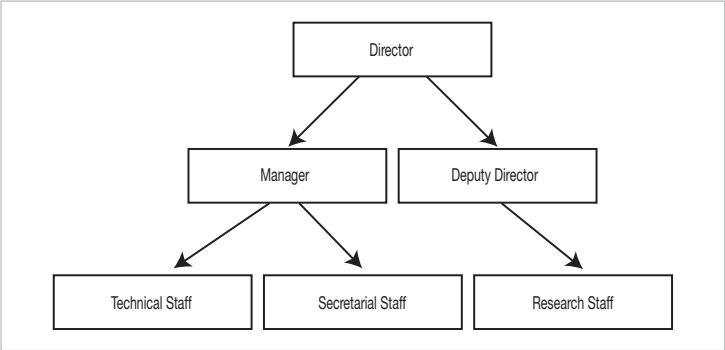 Director
Manager
Deputy Director
Technical Staff
Secretarial Staff
Research Staff